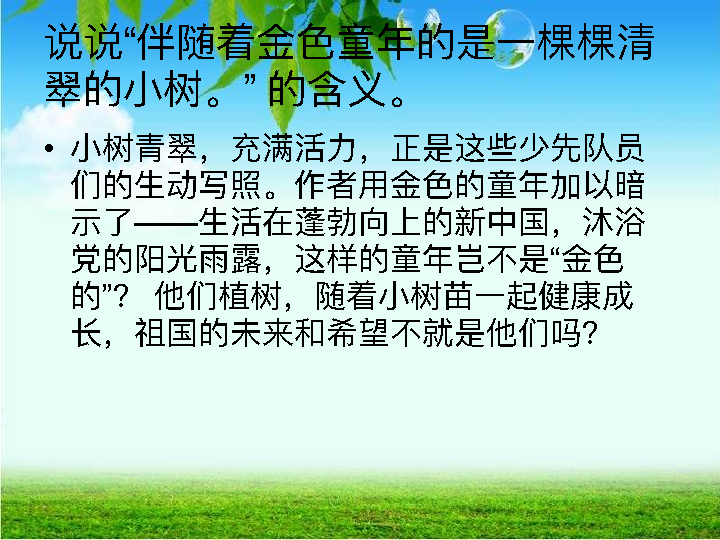 说说“伴随着金色童年的是一棵棵清
翠的小树。” 的含义。
• 小树青翠，充满活力，正是这些少先队员
们的生动写照。作者用金色的童年加以暗
示了——生活在蓬勃向上的新中国，沐浴
党的阳光雨露，这样的童年岂不是“金色
的”？ 他们植树，随着小树苗一起健康成
长，祖国的未来和希望不就是他们吗？